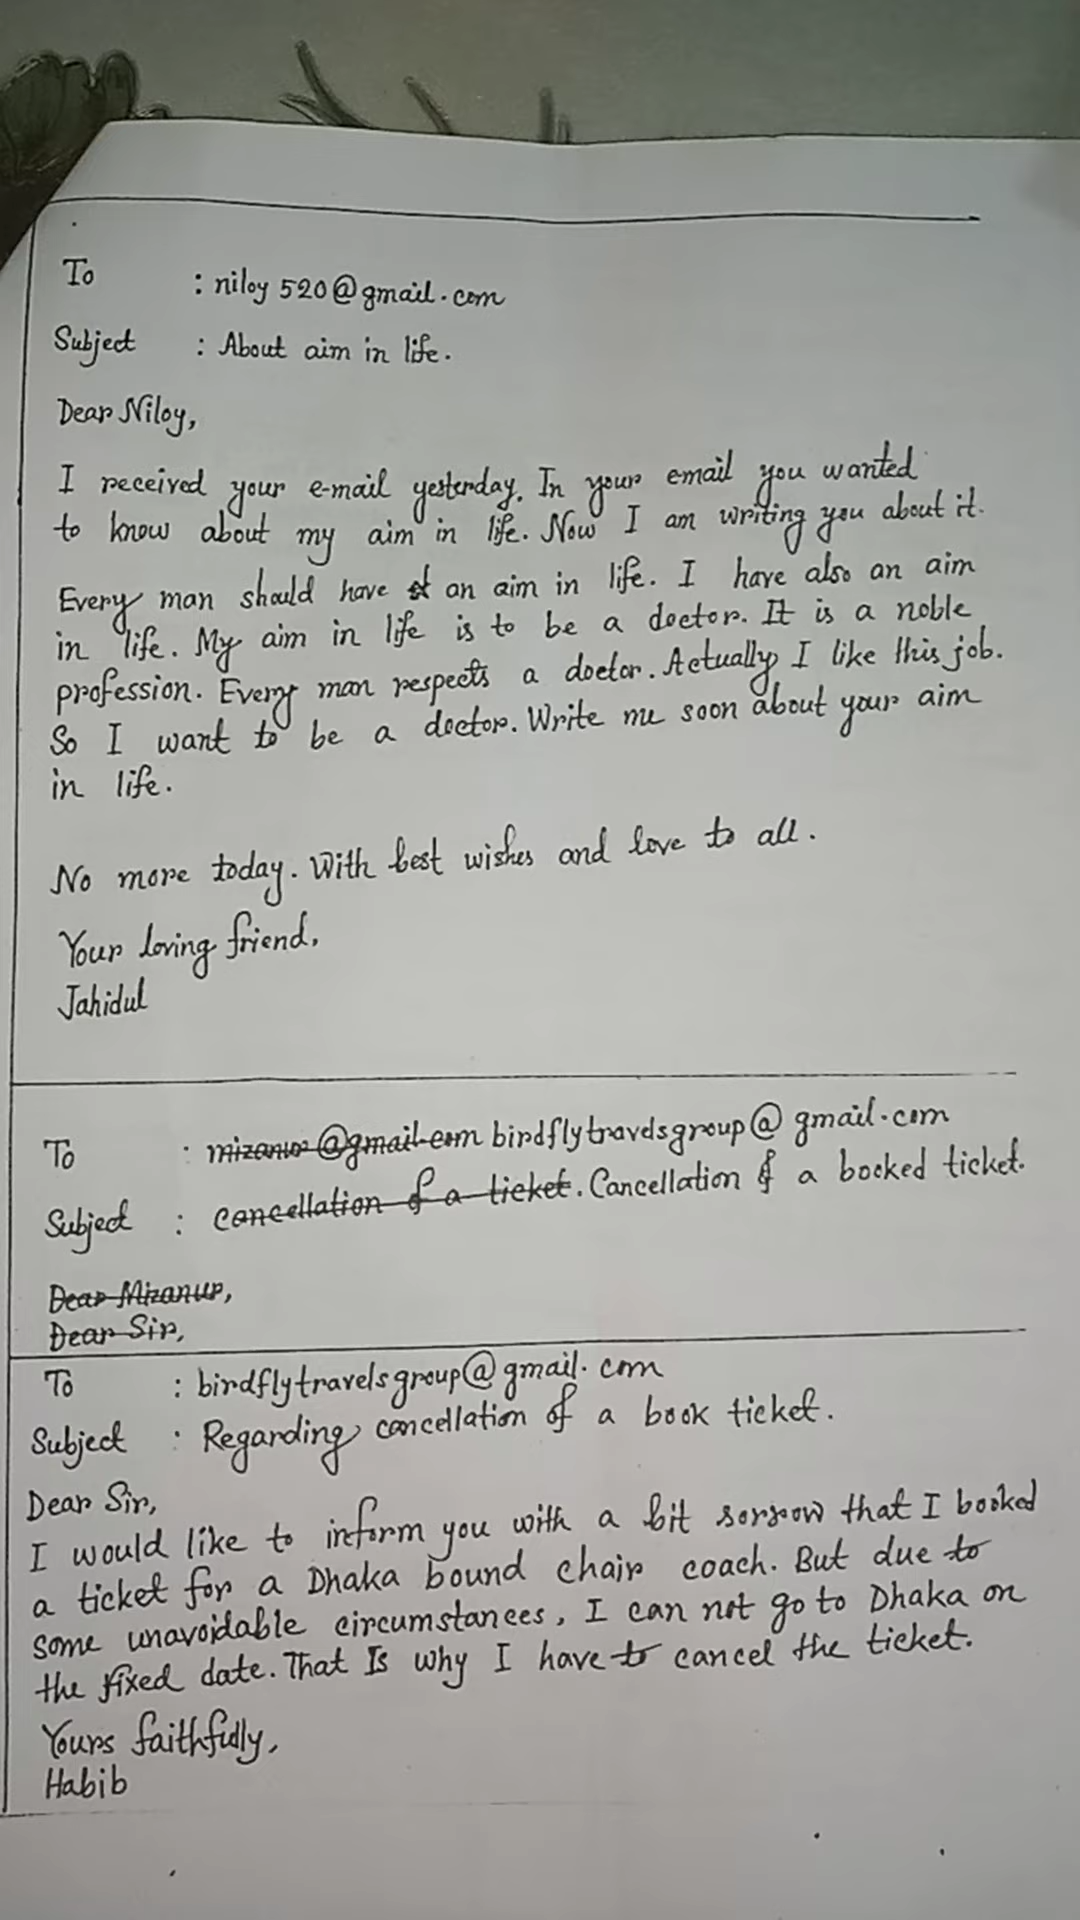 To : niloy 520@gmail.com
Subject : About aim in life.
Dear Niloy,
I received your e-mail yesterday. In your email you wanted
to know about my aim in life. Now I am writing you about it.
Every man should have an aim in life. I have also an aim
in life. My aim in life is to be a doctor. It is a noble
profession. Every man respects a doctor. Actually I like this job.
So I want to be a doctor. Write me soon about your aim
in life.
No more today. With best wishes and love to all.
Your loving friend,
Jahidul
To : mizanur @gmail.com birdflytravelsgroup@gmail.com
Subject : cancellation of a ticket. Cancellation of a booked ticket.
Dear Mizanur,
Dear Sir,
To : birdflytravelsgroup@gmail.com
Subject : Regarding cancellation of a book ticket.
Dear Sir,
I would like to inform you with a bit sorrow that I booked
a ticket for a Dhaka bound chair coach. But due to
some unavoidable circumstances, I can not go to Dhaka on
the fixed date. That Is why I have to cancel the ticket.
Yours faithfully,
Habib